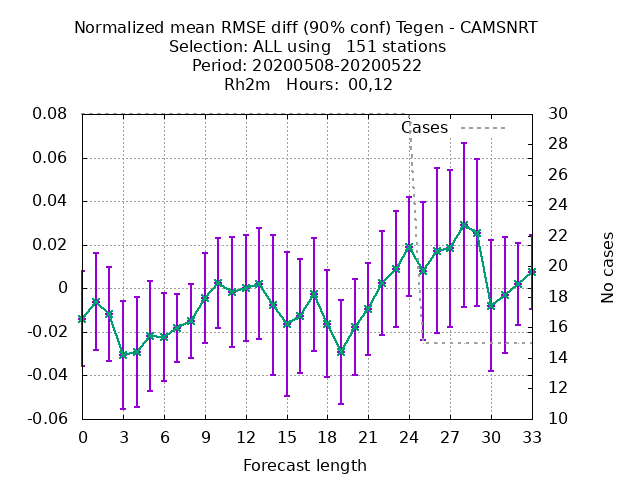 Normalized mean RMSE diff (90% conf) Tegen - CAMSNRT
Selection: ALL using   151 stations
Period: 20200508-20200522
Rh2m   Hours:  00,12
Cases
0.08
0.06
0.04
0.02
0
-0.02
-0.04
-0.06
30
28
26
24
22
20
18
16
14
12
10
No cases
0 3 6 9 12 15 18 21 24 27 30 33
Forecast length